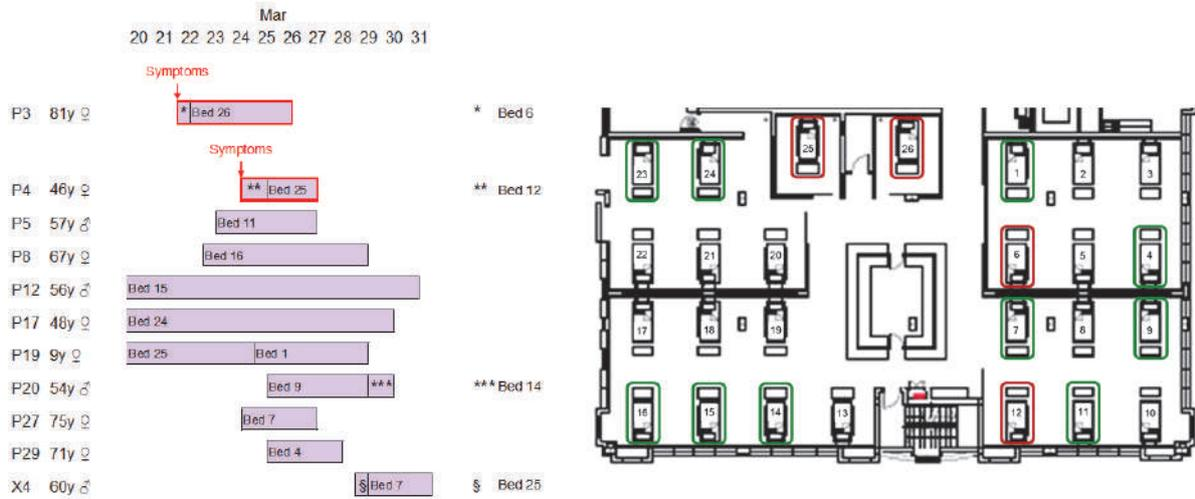 Mar
20 21 22 23 24 25 26 27 28 29 30 31
Symptoms
P3 81y ♀ * Bed 26 * Bed 6
Symptoms
P4 46y ♀ ** Bed 25 ** Bed 12
P5 57y ♂ Bed 11
P8 67y ♀ Bed 16
P12 56y ♂ Bed 15
P17 48y ♀ Bed 24
P19 9y ♀ Bed 25 Bed 1
P20 54y ♂ Bed 9 *** *** Bed 14
P27 75y ♀ Bed 7
P29 71y ♀ Bed 4
X4 60y ♂ § Bed 7 § Bed 25
23 24 25 26 1 2 3
22 21 20 6 5 4
17 18 19 7 8 9
16 15 14 13 12 11 10